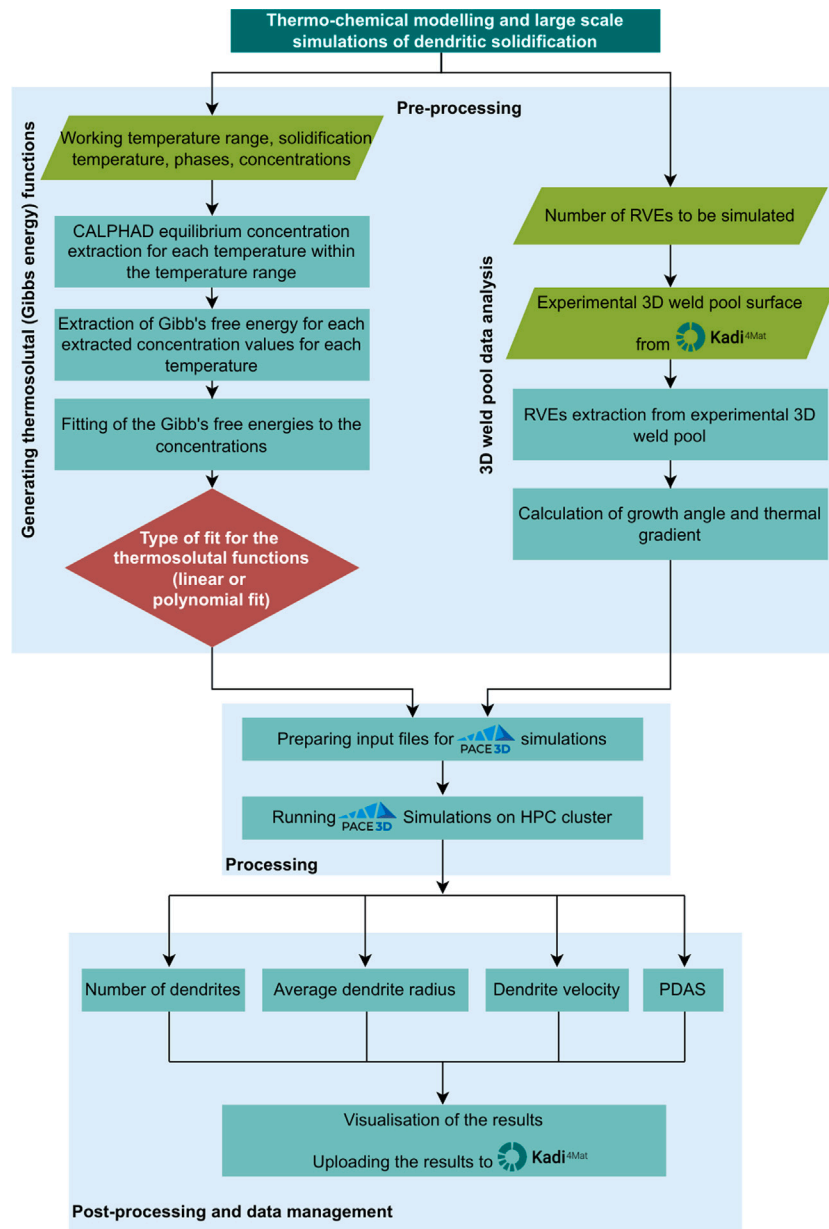 Thermo-chemical modelling and large scale
simulations of dendritic solidification
Pre-processing
Generating thermosolutal (Gibbs energy) functions
Working temperature range, solidification
temperature, phases, concentrations
CALPHAD equilibrium concentration
extraction for each temperature within
the temperature range
Extraction of Gibb's free energy for each
extracted concentration values for each
temperature
Fitting of the Gibb's free energies to the
concentrations
Type of fit for the
thermosolutal functions
(linear or
polynomial fit)
3D weld pool data analysis
Number of RVEs to be simulated
Experimental 3D weld pool surface
from Kadi4Mat
RVEs extraction from experimental 3D
weld pool
Calculation of growth angle and thermal
gradient
Preparing input files for PACE3D simulations
Running PACE3D Simulations on HPC cluster
Processing
Number of dendrites
Average dendrite radius
Dendrite velocity
PDAS
Visualisation of the results
Uploading the results to Kadi4Mat
Post-processing and data management